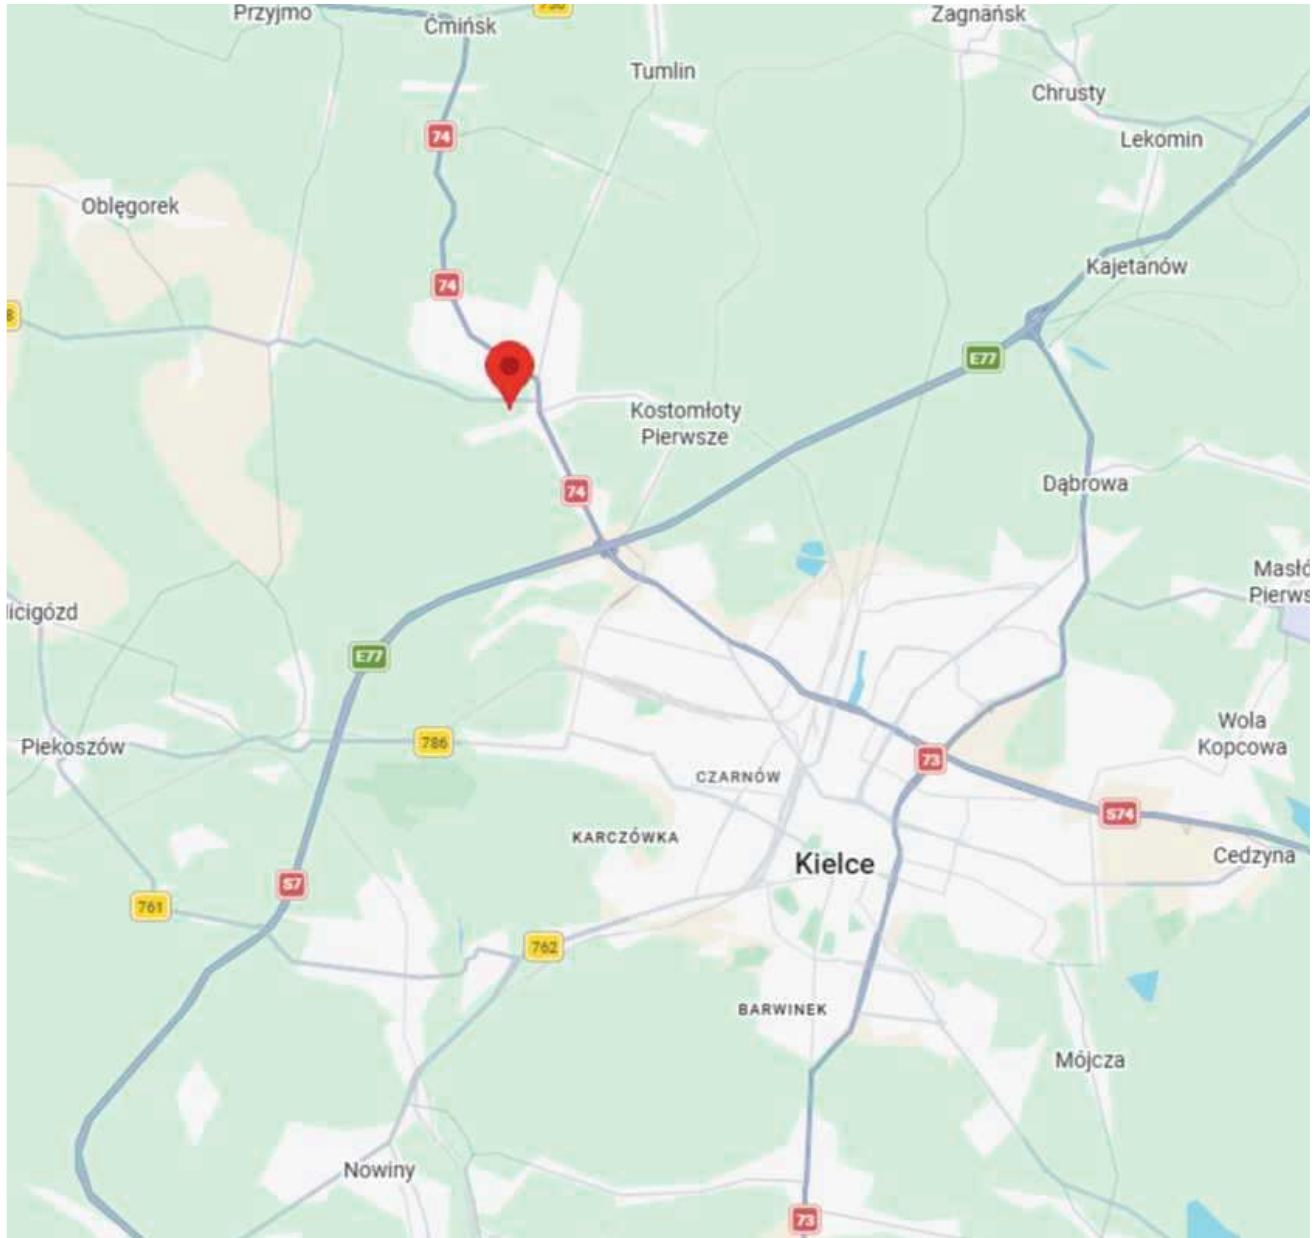 Przyjmo
Ćmińsk
Zagnańsk
Tumlin
Chrusty
74
Lekomin
Oblęgorek
Kajetanów
74
8
E77
Kostomłoty
Pierwsze
74
Dąbrowa
Masłó
Pierws
icigózd
E77
Wola
Kopcowa
Piekoszów
786
73
CZARNÓW
S74
KARCZÓWKA
Kielce
Cedzyna
S7
761
762
BARWINEK
Mójcza
Nowiny
73